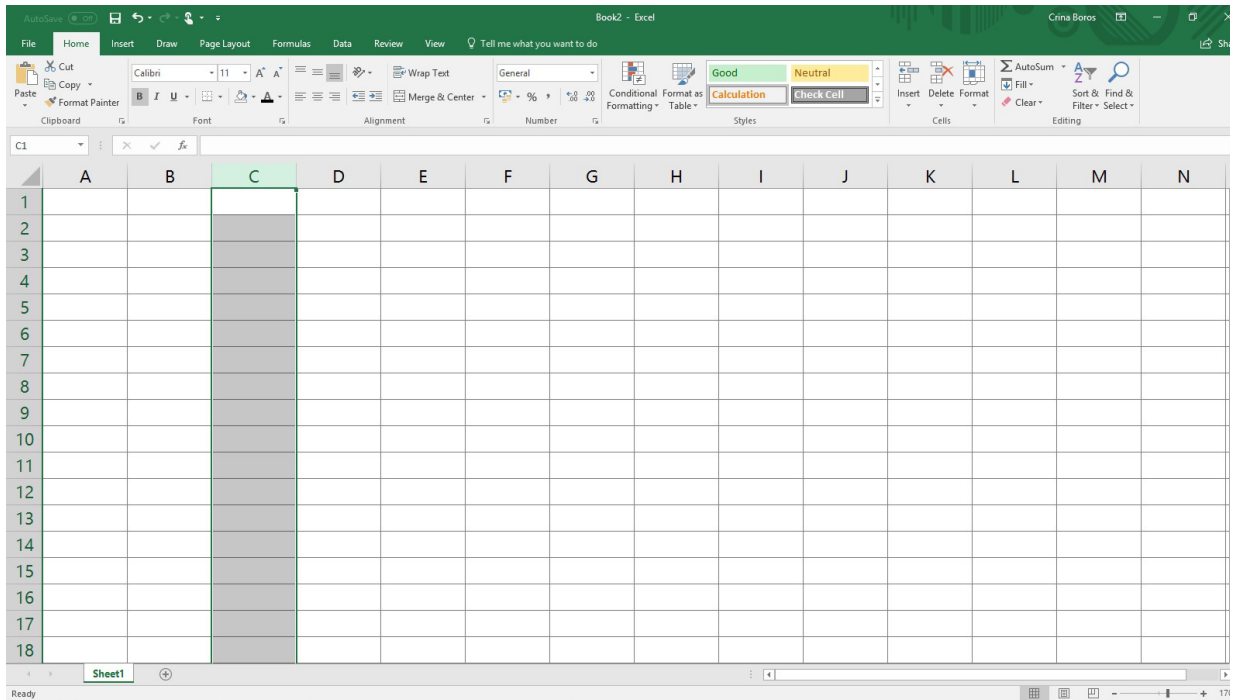 AutoSave Off Book2 - Excel Crina Boros
File Home Insert Draw Page Layout Formulas Data Review View Tell me what you want to do
Paste
Cut
Copy
Format Painter
Clipboard
Calibri 11 A A
B I U A
Font
Wrap Text
Merge & Center
Alignment
General
% ,
Number
Conditional Formatting
Format as Table
Good Neutral
Calculation Check Cell
Styles
Insert Delete Format
Cells
AutoSum
Fill
Clear
Sort & Filter
Find & Select
Editing
C1 fx
A B C D E F G H I J K L M N
1
2
3
4
5
6
7
8
9
10
11
12
13
14
15
16
17
18
Sheet1
Ready